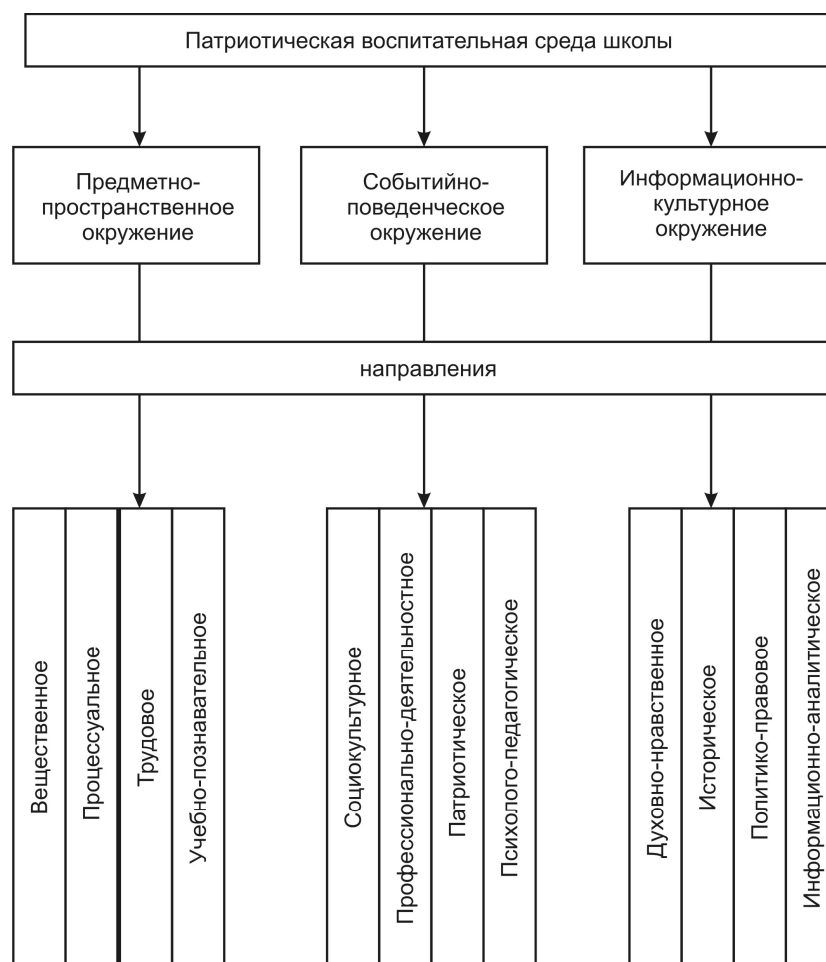 Патриотическая воспитательная среда школы
Предметно-
пространственное
окружение
Событийно-
поведенческое
окружение
Информационно-
культурное
окружение
направления
Вещественное
Процессуальное
Трудовое
Учебно-познавательное
Социокультурное
Профессионально-деятельностное
Патриотическое
Психолого-педагогическое
Духовно-нравственное
Историческое
Политико-правовое
Информационно-аналитическое